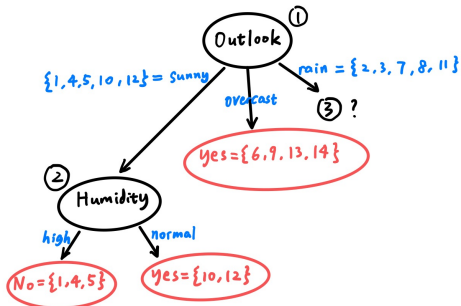 ①
Outlook
{1,4,5,10,12}= sunny
overcast
rain = {2,3,7,8,11}
③ ?
yes={6,9,13,14}
②
Humidity
high
normal
No={1,4,5}
yes={10,12}